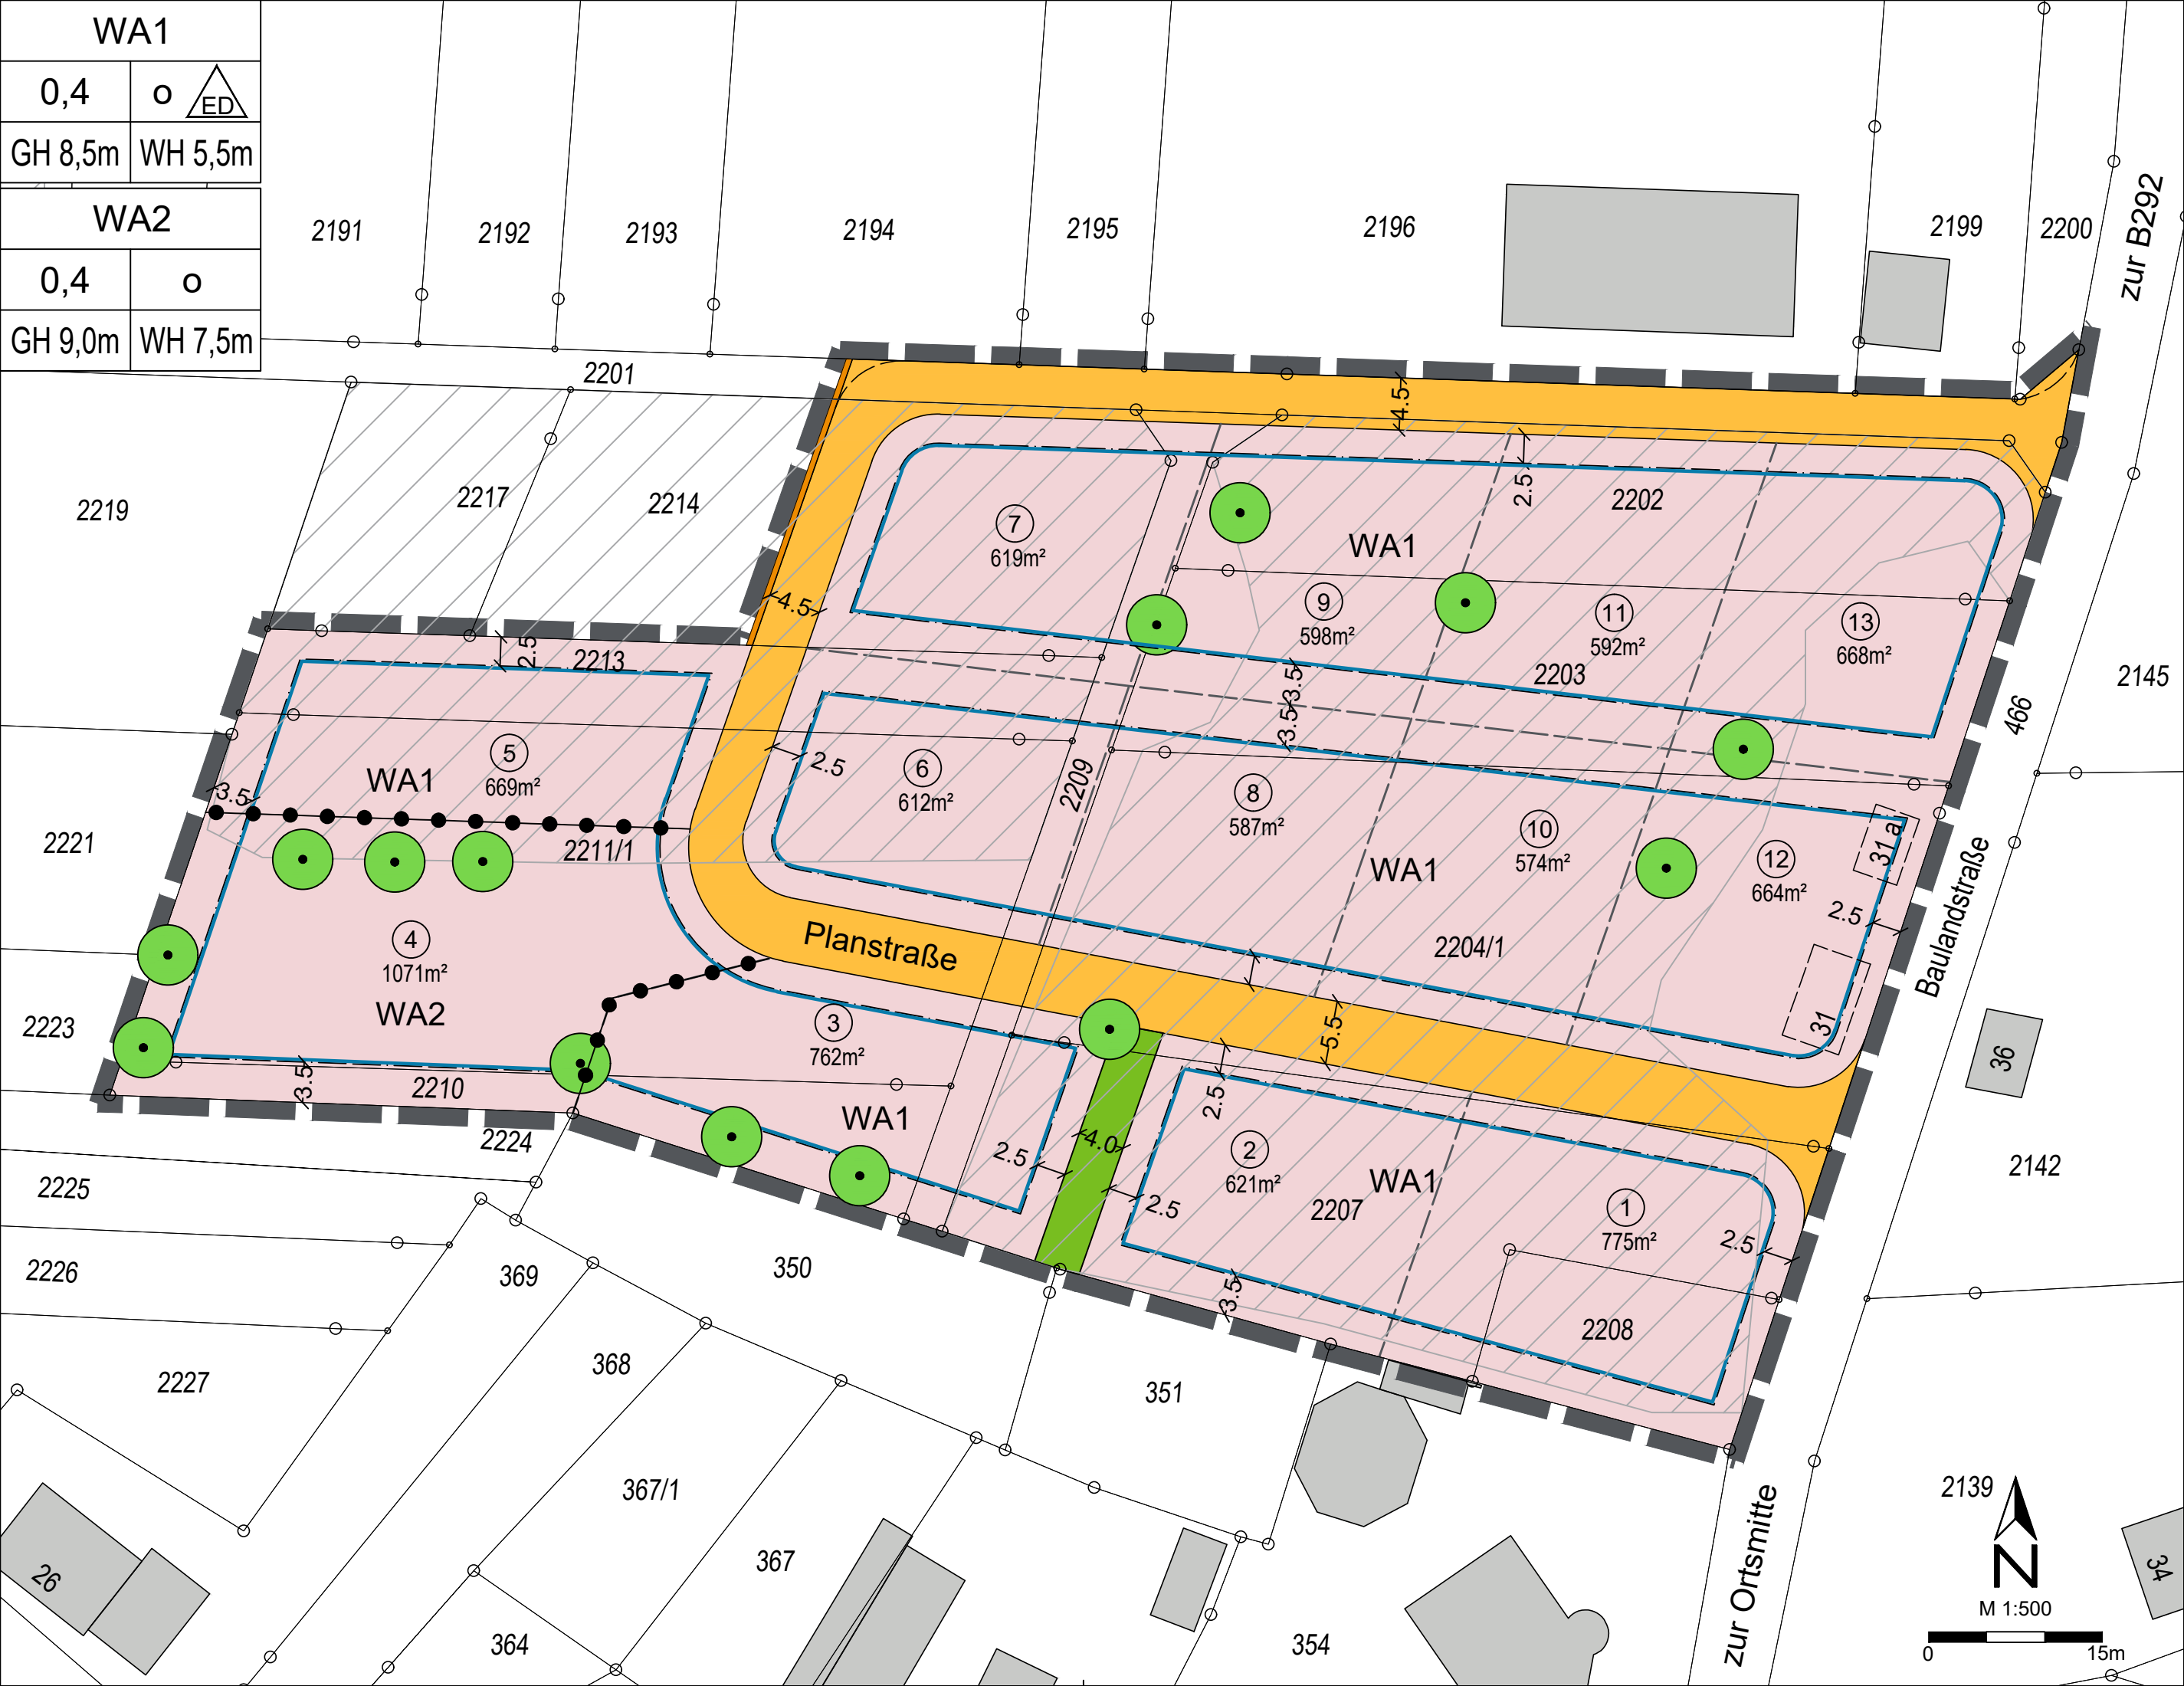 WA1
0,4
o
ED
GH 8,5m
WH 5,5m
WA2
0,4
o
GH 9,0m
WH 7,5m
2191
2192
2193
2194
2195
2196
2199
2200
zur B292
2201
4.5
2219
2217
2214
7
619m²
2.5
2202
WA1
4.5
9
598m²
11
592m²
13
668m²
2.5
2213
2203
3.5
3.5
2145
466
5
669m²
WA1
3.5
2.5
6
612m²
2209
8
587m²
10
574m²
12
664m²
31 a
2221
2211/1
WA1
2.5
4
1071m²
WA2
Planstraße
2204/1
Baulandstraße
31
2223
3
762m²
5.5
36
3.5
2210
WA1
2.5
2224
2.5
4.0
2
621m²
WA1
2142
2225
2.5
2207
1
775m²
2.5
2226
369
350
3.5
2208
368
2227
351
367/1
2139
26
367
zur Ortsmitte
N
34
M 1:500
364
354
0
15m